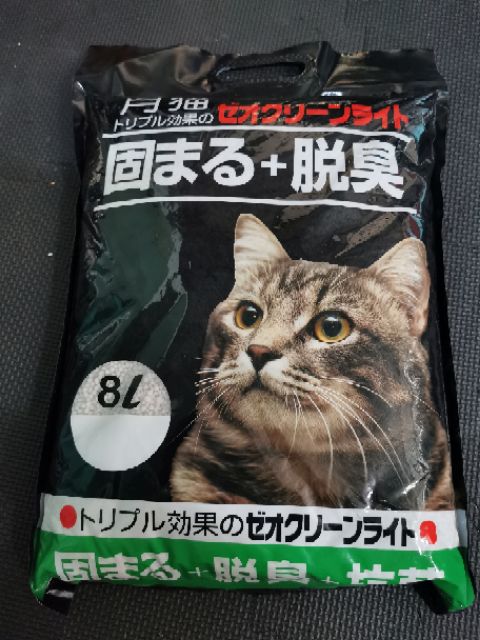 トリプル効果のゼオクリーンライト
固まる+脱臭
8ℓ
トリプル効果のゼオクリーンライト
固まる+脱臭+抗菌